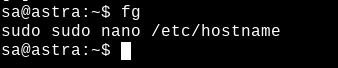 sa@astra:~$ fg
sudo sudo nano /etc/hostname
sa@astra:~$